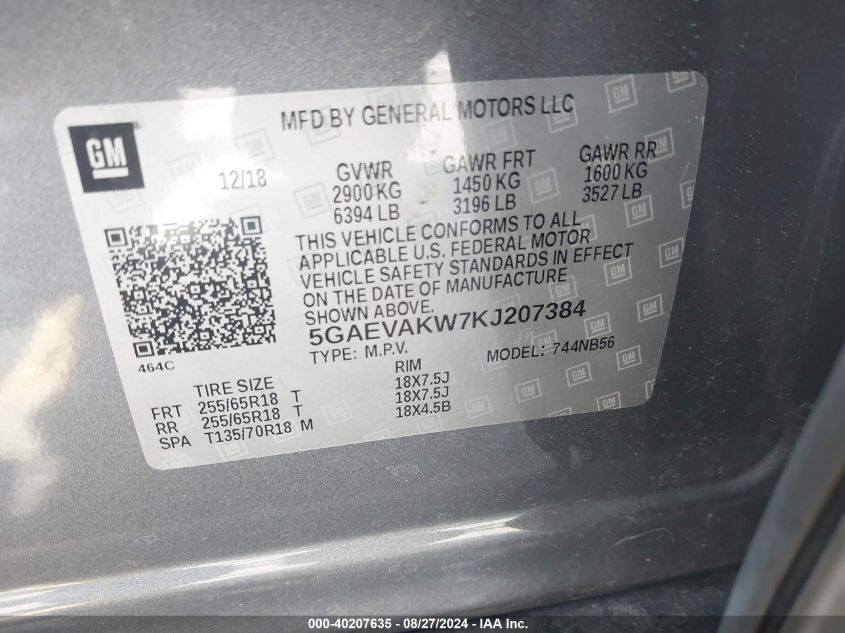 MFD BY GENERAL MOTORS LLC
GM
12/18
GVWR GAWR FRT GAWR RR
2900 KG 1450 KG 1600 KG
6394 LB 3196 LB 3527 LB
THIS VEHICLE CONFORMS TO ALL
APPLICABLE U.S. FEDERAL MOTOR
VEHICLE SAFETY STANDARDS IN EFFECT
ON THE DATE OF MANUFACTURE
SHOWN ABOVE.
5GAEVAKW7KJ207384
464C
TYPE: M.P.V. MODEL: 744NB56
TIRE SIZE RIM
FRT 255/65R18 T 18X7.5J
RR 255/65R18 T 18X7.5J
SPA T135/70R18 M 18X4.5B
000-40207635 - 08/27/2024 - Copyright IAA, Inc.